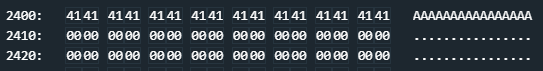 2400: 4141 4141 4141 4141 4141 4141 4141 4141 AAAAAAAAAAAAAAAA
2410: 0000 0000 0000 0000 0000 0000 0000 0000 ................
2420: 0000 0000 0000 0000 0000 0000 0000 0000 ................